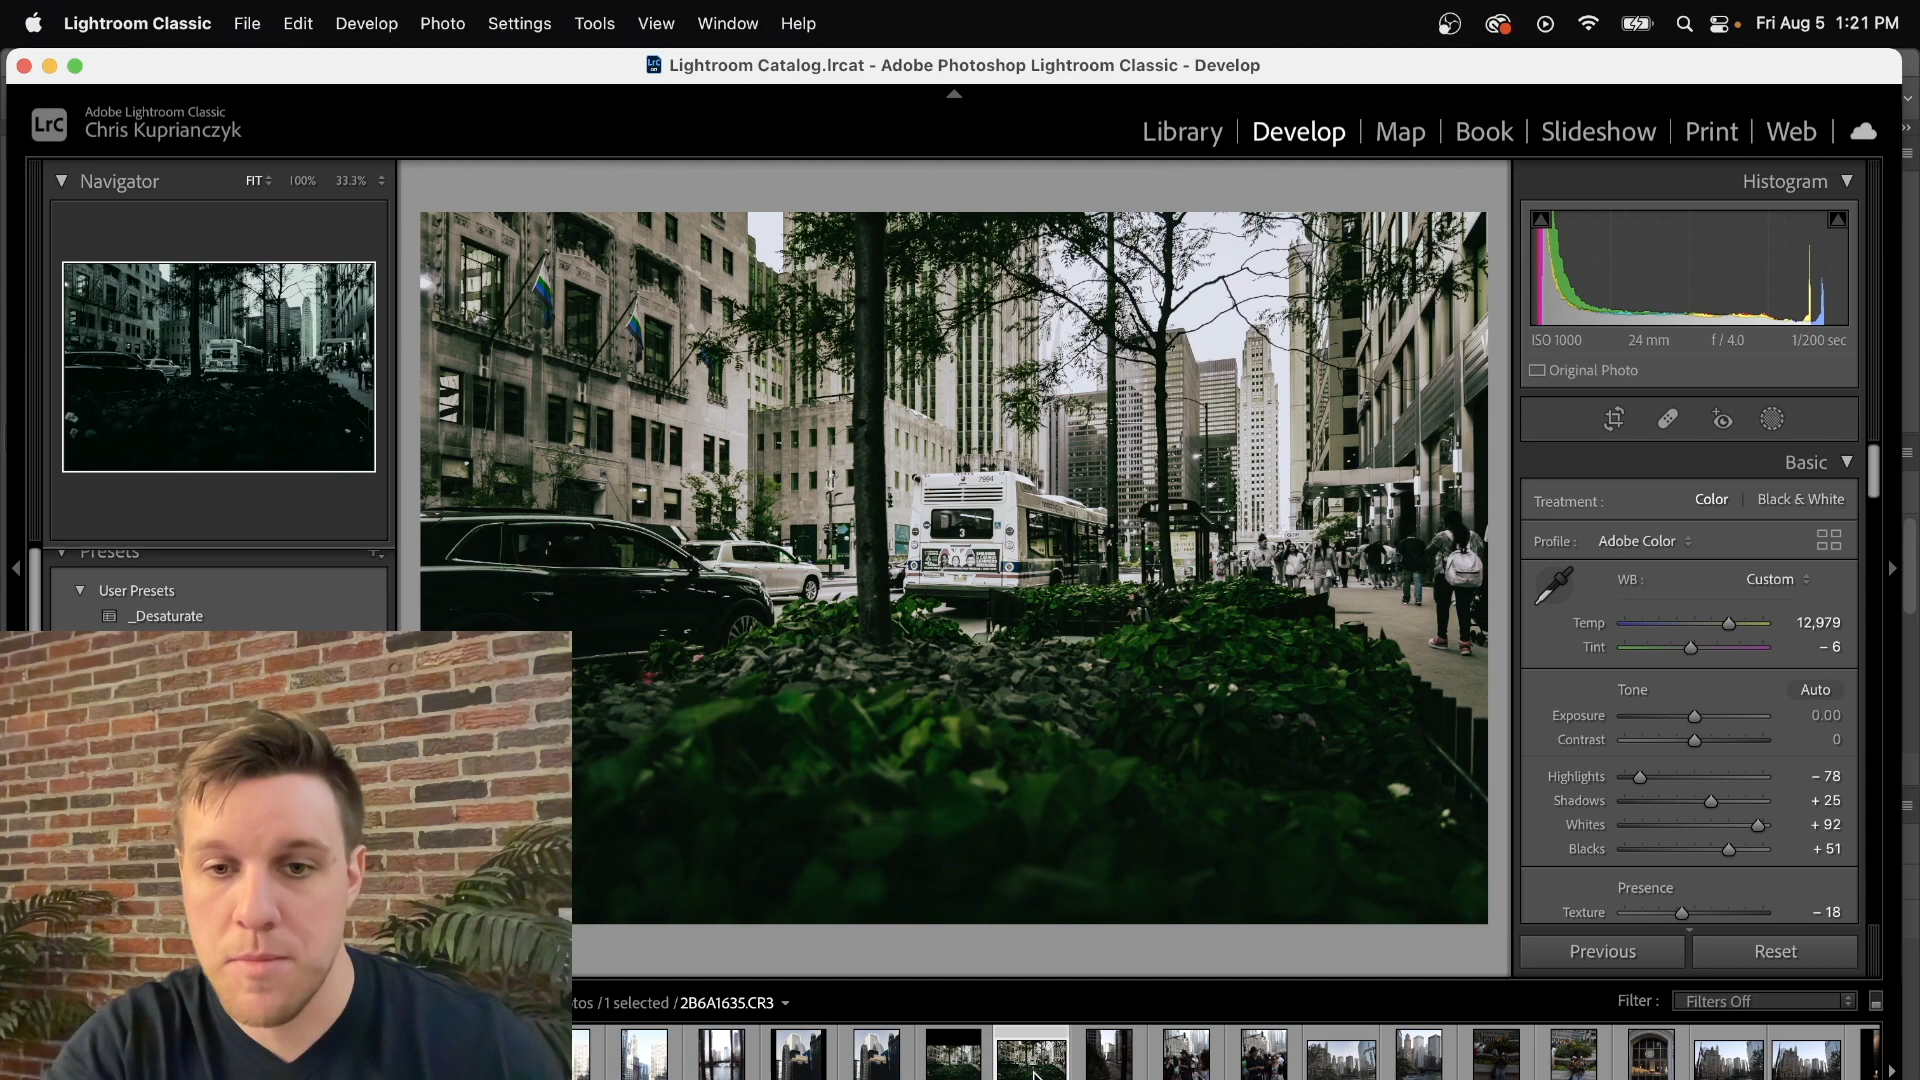 Lightroom Classic File Edit Develop Photo Settings Tools View Window Help Fri Aug 5 1:21 PM
LrC Lightroom Catalog.lrcat - Adobe Photoshop Lightroom Classic - Develop
LrC Adobe Lightroom Classic
Chris Kuprianczyk
Library | Develop | Map | Book | Slideshow | Print | Web
Navigator FIT 100% 33.3%
Histogram
ISO 1000 24 mm f / 4.0 1/200 sec
Original Photo
Basic
Treatment : Color Black & White
Profile : Adobe Color
WB : Custom
Temp 12,979
Tint – 6
Tone Auto
Exposure 0.00
Contrast 0
Highlights – 78
Shadows + 25
Whites + 92
Blacks + 51
Presence
Texture – 18
Previous Reset
Presets
User Presets
_Desaturate
7994
3
tos / 1 selected / 2B6A1635.CR3
Filter : Filters Off